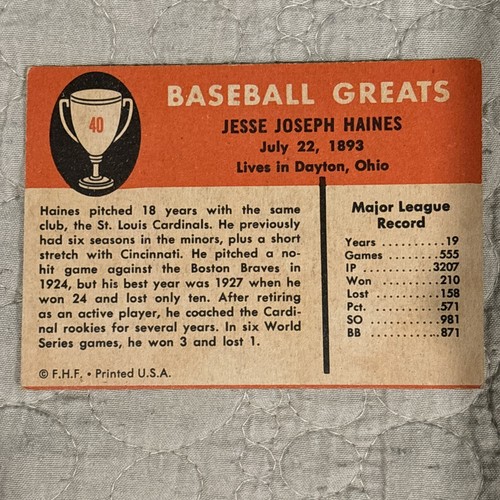 40
BASEBALL GREATS
JESSE JOSEPH HAINES
July 22, 1893
Lives in Dayton, Ohio
Haines pitched 18 years with the same
club, the St. Louis Cardinals. He previously
had six seasons in the minors, plus a short
stretch with Cincinnati. He pitched a no-
hit game against the Boston Braves in
1924, but his best year was 1927 when he
won 24 and lost only ten. After retiring
as an active player, he coached the Cardi-
nal rookies for several years. In six World
Series games, he won 3 and lost 1.
© F.H.F. • Printed U.S.A.
Major League
Record
Years ..........19
Games ........555
IP ............3207
Won ..........210
Lost ..........158
Pct. ..........571
SO ............981
BB ............871